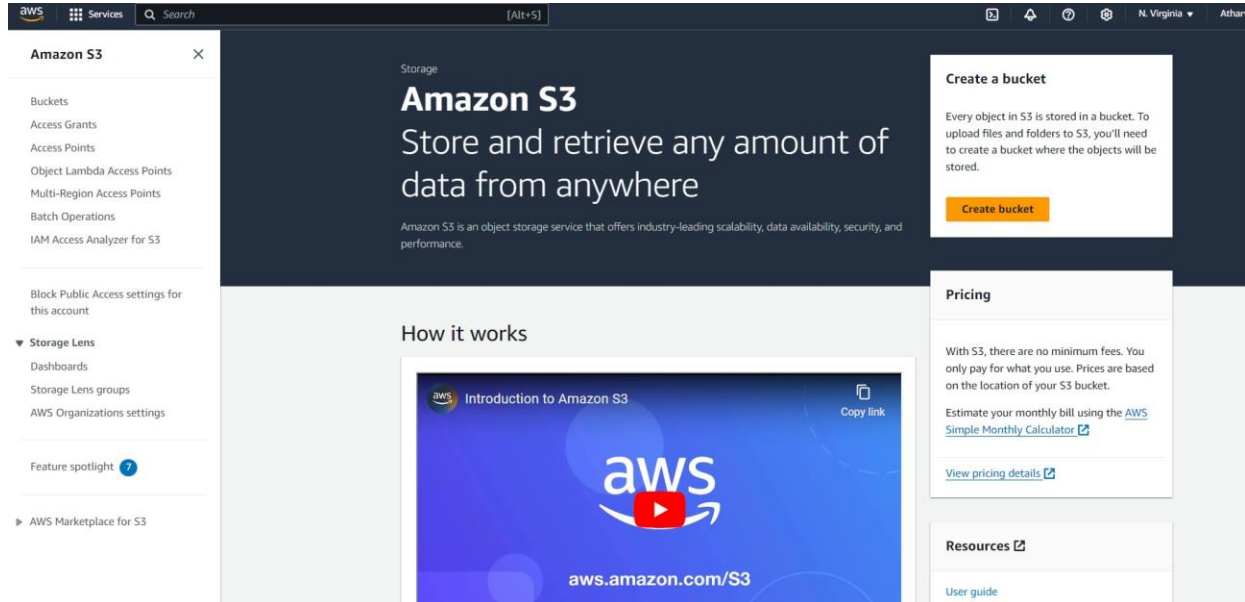 aws
Services
Search
[Alt+S]
N. Virginia
Amazon S3
Buckets
Access Grants
Access Points
Object Lambda Access Points
Multi-Region Access Points
Batch Operations
IAM Access Analyzer for S3
Block Public Access settings for
this account
Storage Lens
Dashboards
Storage Lens groups
AWS Organizations settings
Feature spotlight 7
AWS Marketplace for S3
Storage
Amazon S3
Store and retrieve any amount of
data from anywhere
Amazon S3 is an object storage service that offers industry-leading scalability, data availability, security, and
performance.
How it works
aws
Introduction to Amazon S3
Copy link
aws
aws.amazon.com/S3
Create a bucket
Every object in S3 is stored in a bucket. To
upload files and folders to S3, you'll need
to create a bucket where the objects will be
stored.
Create bucket
Pricing
With S3, there are no minimum fees. You
only pay for what you use. Prices are based
on the location of your S3 bucket.
Estimate your monthly bill using the AWS
Simple Monthly Calculator
View pricing details
Resources
User guide